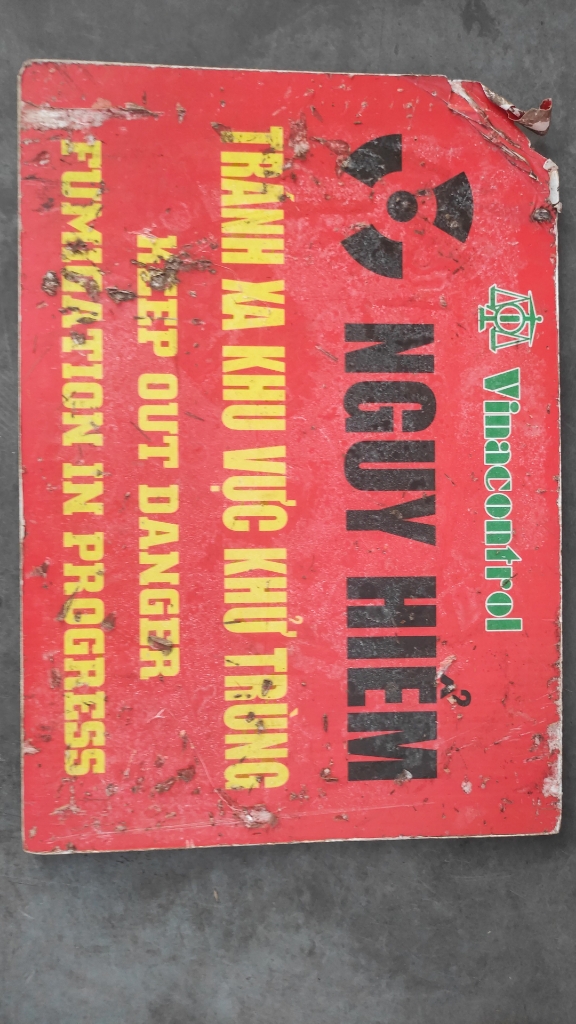 Vinacontrol
NGUY HIỂM
TRÁNH XA KHU VỰC KHỬ TRÙNG
KEEP OUT DANGER
FUMIGATION IN PROGRESS